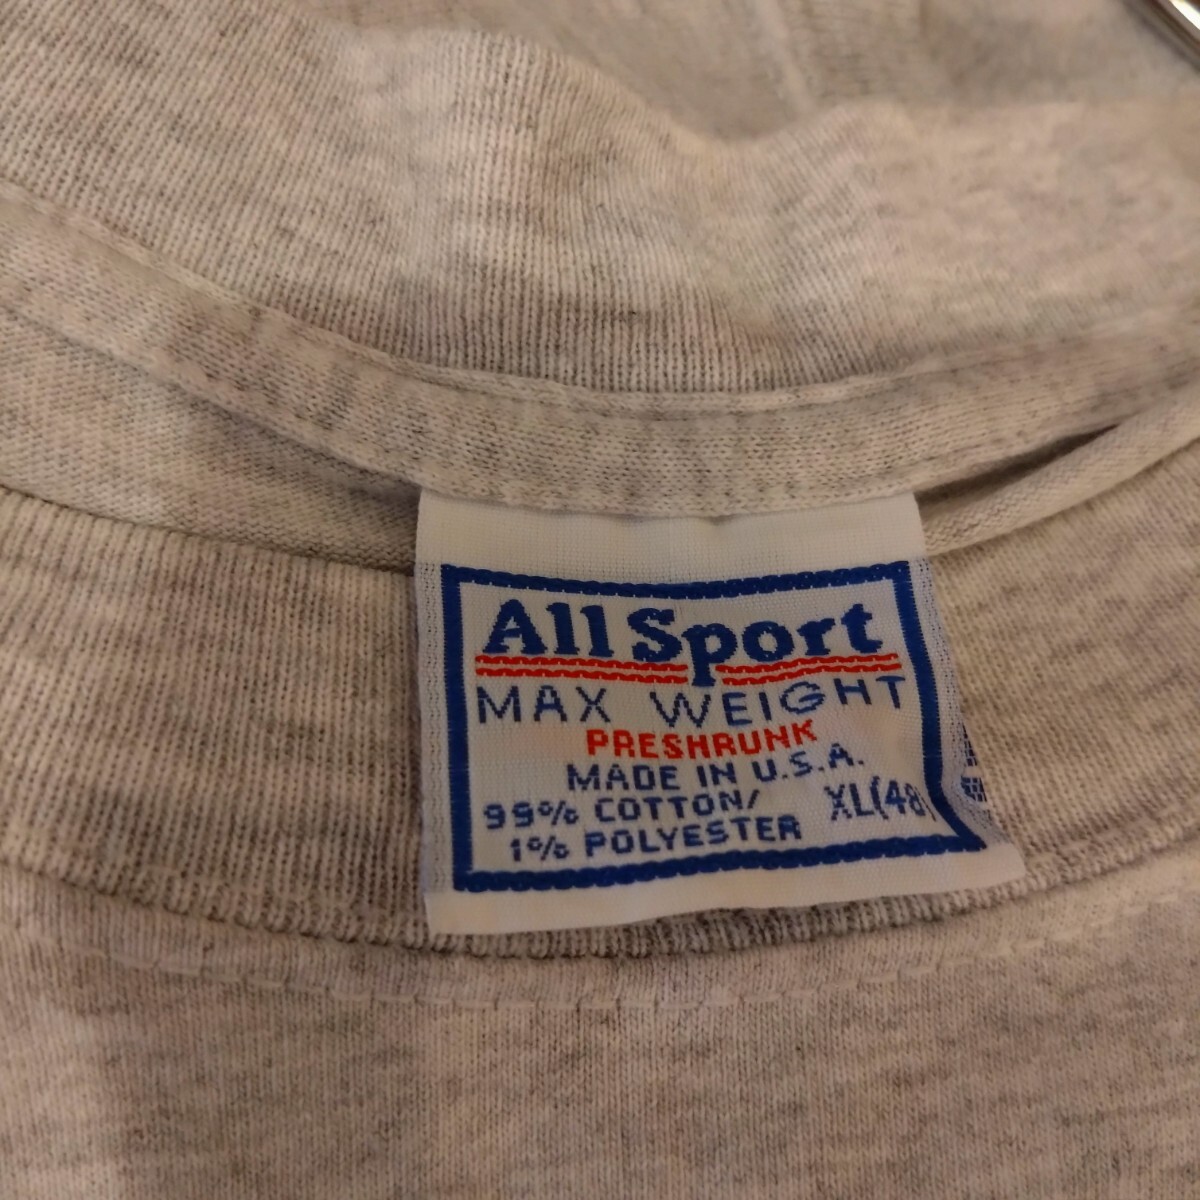 All Sport
MAX WEIGHT
PRESHRUNK
MADE IN U.S.A.
99% COTTON/
1% POLYESTER
XL(48)